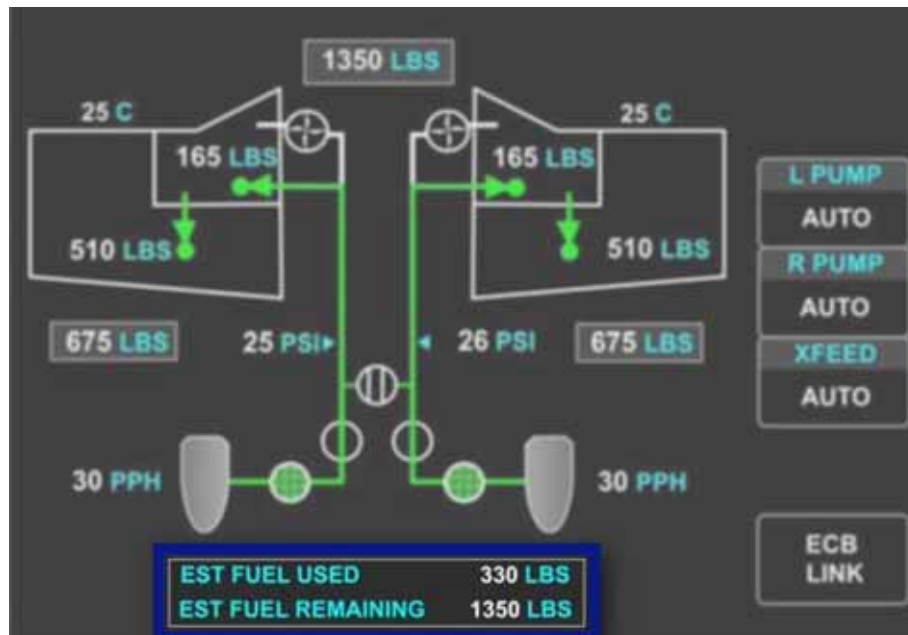 1350 LBS
25 C
25 C
165 LBS
165 LBS
L PUMP
AUTO
510 LBS
510 LBS
R PUMP
AUTO
675 LBS
25 PSI
26 PSI
675 LBS
XFEED
AUTO
30 PPH
30 PPH
ECB
LINK
EST FUEL USED 330 LBS
EST FUEL REMAINING 1350 LBS